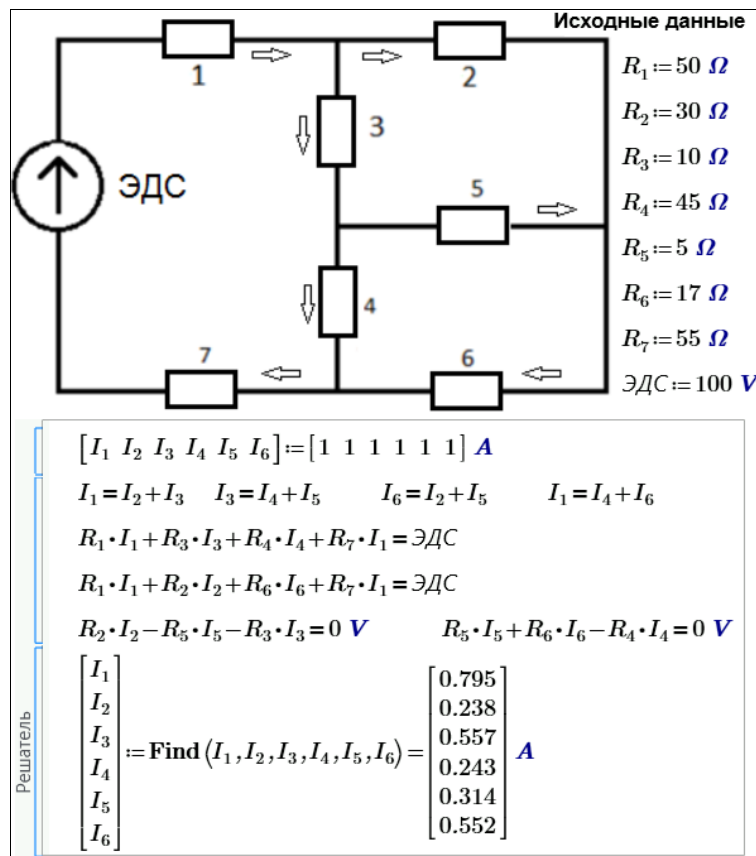 Исходные данные
1
2
3
ЭДС
5
4
7
6
R₁:=50 Ω
R₂:=30 Ω
R₃:=10 Ω
R₄:=45 Ω
R₅:=5 Ω
R₆:=17 Ω
R₇:=55 Ω
ЭДС:=100 V
[I₁ I₂ I₃ I₄ I₅ I₆]:=[1 1 1 1 1 1] A
I₁=I₂+I₃ I₃=I₄+I₅ I₆=I₂+I₅ I₁=I₄+I₆
R₁·I₁+R₃·I₃+R₄·I₄+R₇·I₁=ЭДС
R₁·I₁+R₂·I₂+R₆·I₆+R₇·I₁=ЭДС
R₂·I₂−R₅·I₅−R₃·I₃=0 V R₅·I₅+R₆·I₆−R₄·I₄=0 V
Решатель
I₁
I₂
I₃
I₄
I₅
I₆
:=Find(I₁,I₂,I₃,I₄,I₅,I₆)=
0.795
0.238
0.557
0.243
0.314
0.552
A